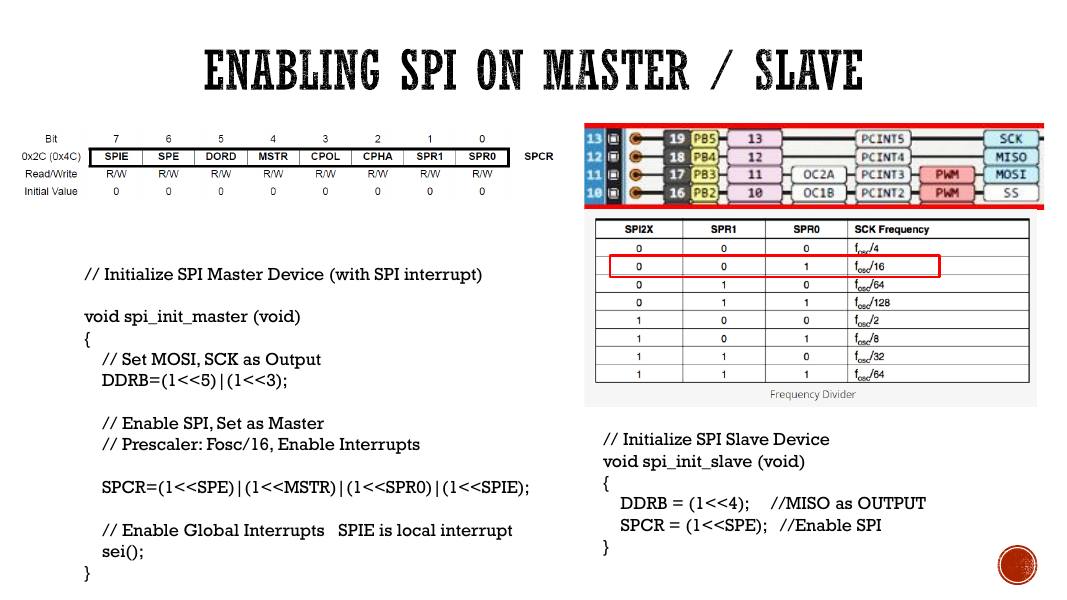 ENABLING SPI ON MASTER / SLAVE
Bit 7 6 5 4 3 2 1 0
0x2C (0x4C) SPIE SPE DORD MSTR CPOL CPHA SPR1 SPR0 SPCR
Read/Write R/W R/W R/W R/W R/W R/W R/W R/W
Initial Value 0 0 0 0 0 0 0 0
// Initialize SPI Master Device (with SPI interrupt)
void spi_init_master (void)
{
// Set MOSI, SCK as Output
DDRB=(1<<5)|(1<<3);
// Enable SPI, Set as Master
// Prescaler: Fosc/16, Enable Interrupts
SPCR=(1<<SPE)|(1<<MSTR)|(1<<SPR0)|(1<<SPIE);
// Enable Global Interrupts SPIE is local interrupt
sei();
}
13 19 PB5 13 PCINT5 SCK
12 18 PB4 12 PCINT4 MISO
11 17 PB3 11 OC2A PCINT3 PWM MOSI
10 16 PB2 10 OC1B PCINT2 PWM SS
SPI2X SPR1 SPR0 SCK Frequency
0 0 0 fosc/4
0 0 1 fosc/16
0 1 0 fosc/64
0 1 1 fosc/128
1 0 0 fosc/2
1 0 1 fosc/8
1 1 0 fosc/32
1 1 1 fosc/64
Frequency Divider
// Initialize SPI Slave Device
void spi_init_slave (void)
{
DDRB = (1<<4); //MISO as OUTPUT
SPCR = (1<<SPE); //Enable SPI
}